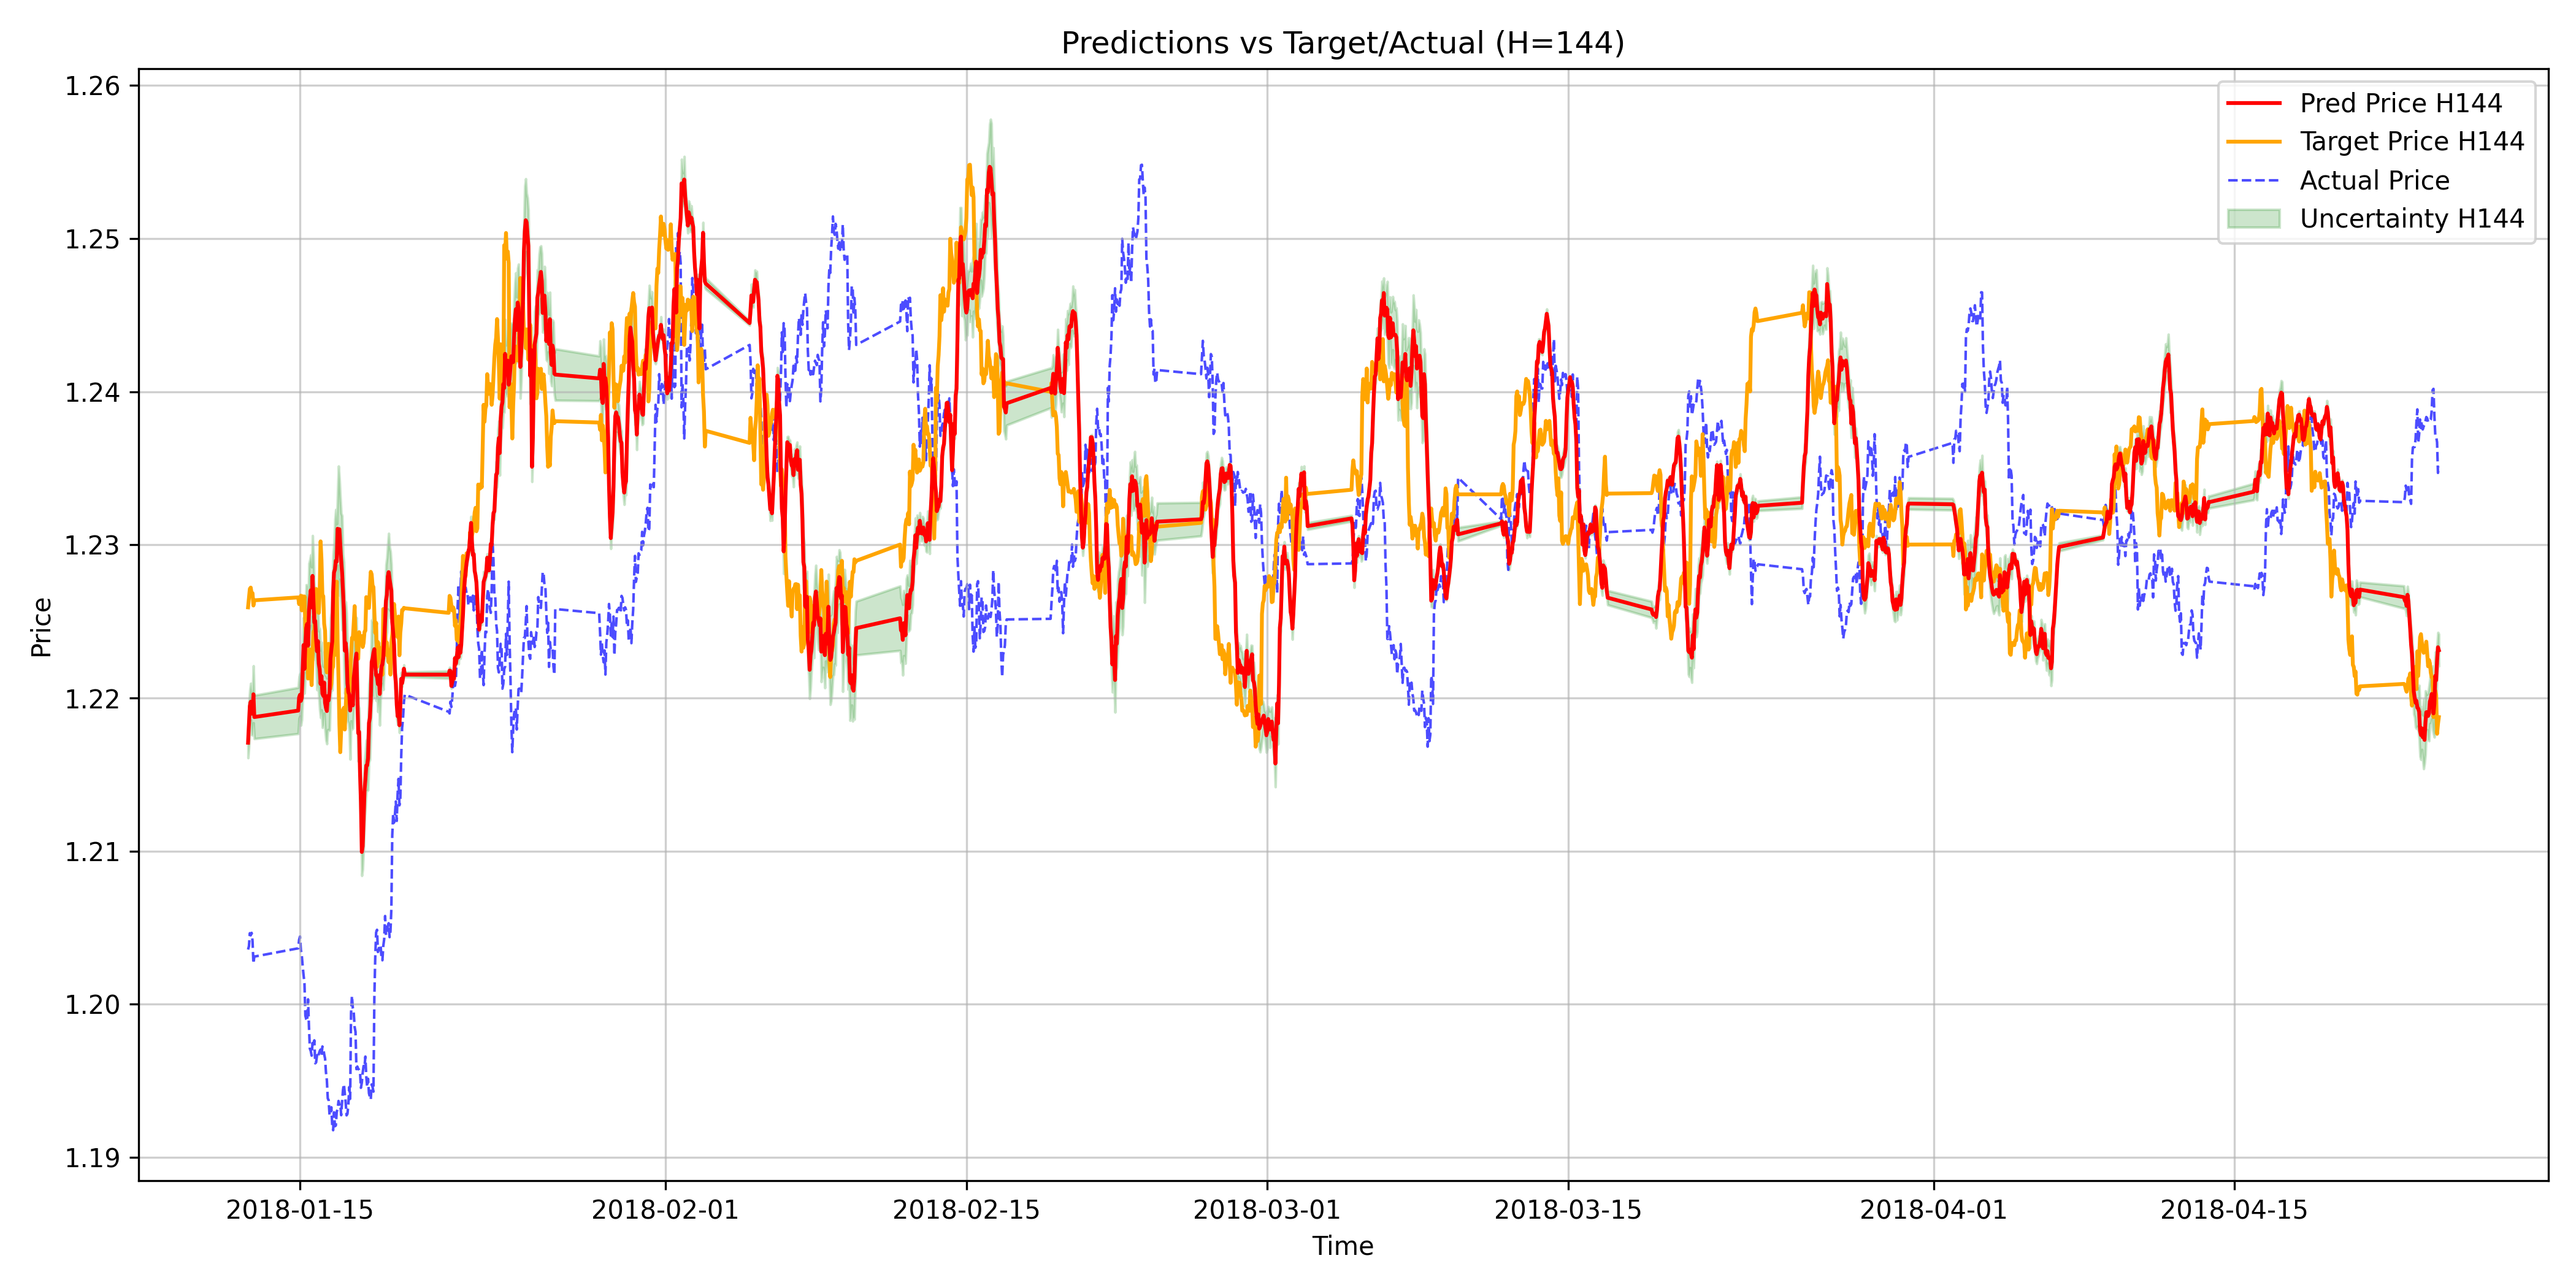 Predictions vs Target/Actual (H=144)
1.26
1.25
1.24
1.23
1.22
1.21
1.20
1.19
Price
Pred Price H144
Target Price H144
Actual Price
Uncertainty H144
2018-01-15
2018-02-01
2018-02-15
2018-03-01
2018-03-15
2018-04-01
2018-04-15
Time